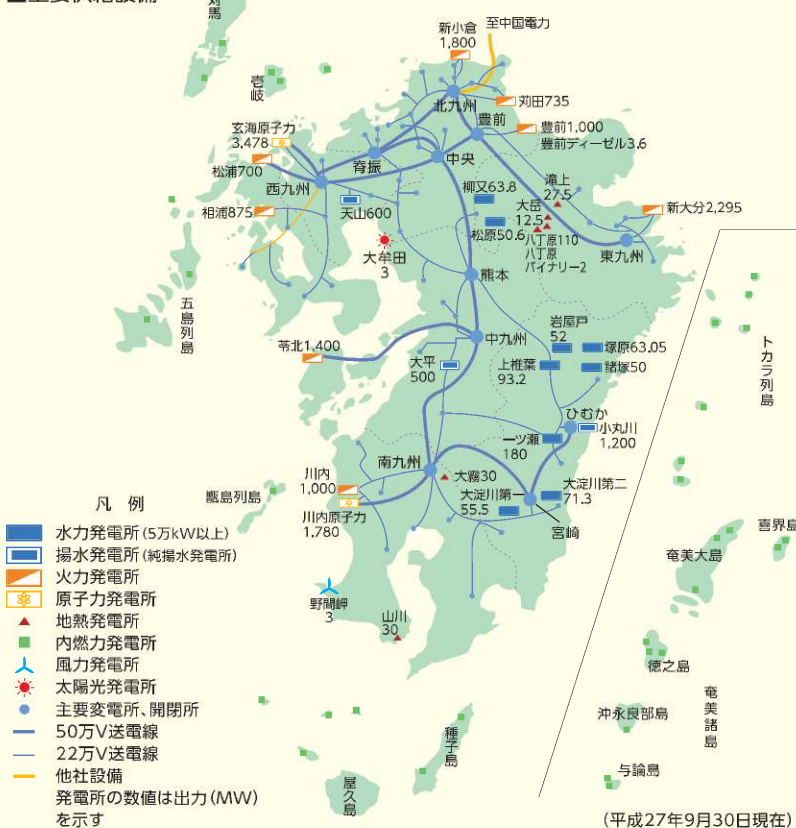 対馬
新小倉
1,800
至中国電力
壱岐
北九州
苅田735
玄海原子力
3,478
豊前
豊前1,000
豊前ディーゼル3.6
脊振
中央
松浦700
西九州
柳又63.8
滝上
27.5
相浦875
天山600
大岳
12.5
新大分2,295
松原50.6
八丁原110
八丁原
バイナリー2
大牟田
3
東九州
熊本
五島列島
岩屋戸
52
中九州
塚原63.05
苓北1,400
大平
500
上椎葉
93.2
諸塚50
トカラ列島
ひむか
小丸川
1,200
一ツ瀬
180
南九州
川内
1,000
大霧30
大淀川第二
71.3
甑島列島
大淀川第一
55.5
川内原子力
1,780
宮崎
喜界島
奄美大島
野間岬
3
山川
30
徳之島
奄美諸島
沖永良部島
種子島
与論島
屋久島
凡 例
水力発電所(5万kW以上)
揚水発電所(純揚水発電所)
火力発電所
原子力発電所
地熱発電所
内燃力発電所
風力発電所
太陽光発電所
主要変電所、開閉所
50万V送電線
22万V送電線
他社設備
発電所の数値は出力(MW)
を示す
(平成27年9月30日現在)